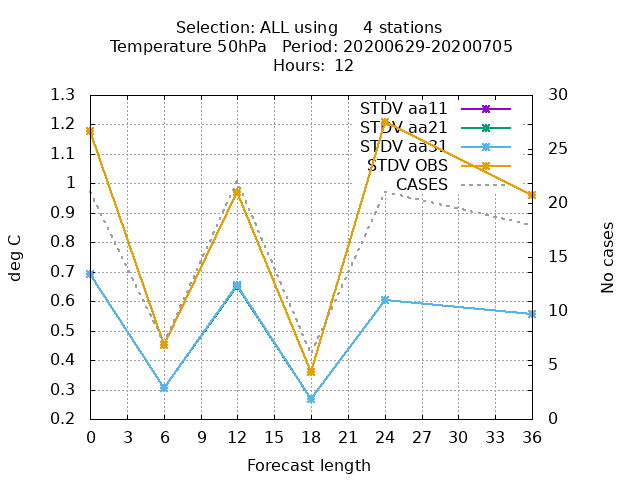 Selection: ALL using     4 stations
Temperature 50hPa   Period: 20200629-20200705
Hours: 12
1.3
1.2
1.1
1
0.9
0.8
0.7
0.6
0.5
0.4
0.3
0.2
deg C
STDV aa11
STDV aa21
STDV aa31
STDV OBS
CASES
30
25
20
15
10
5
0
No cases
0 3 6 9 12 15 18 21 24 27 30 33 36
Forecast length